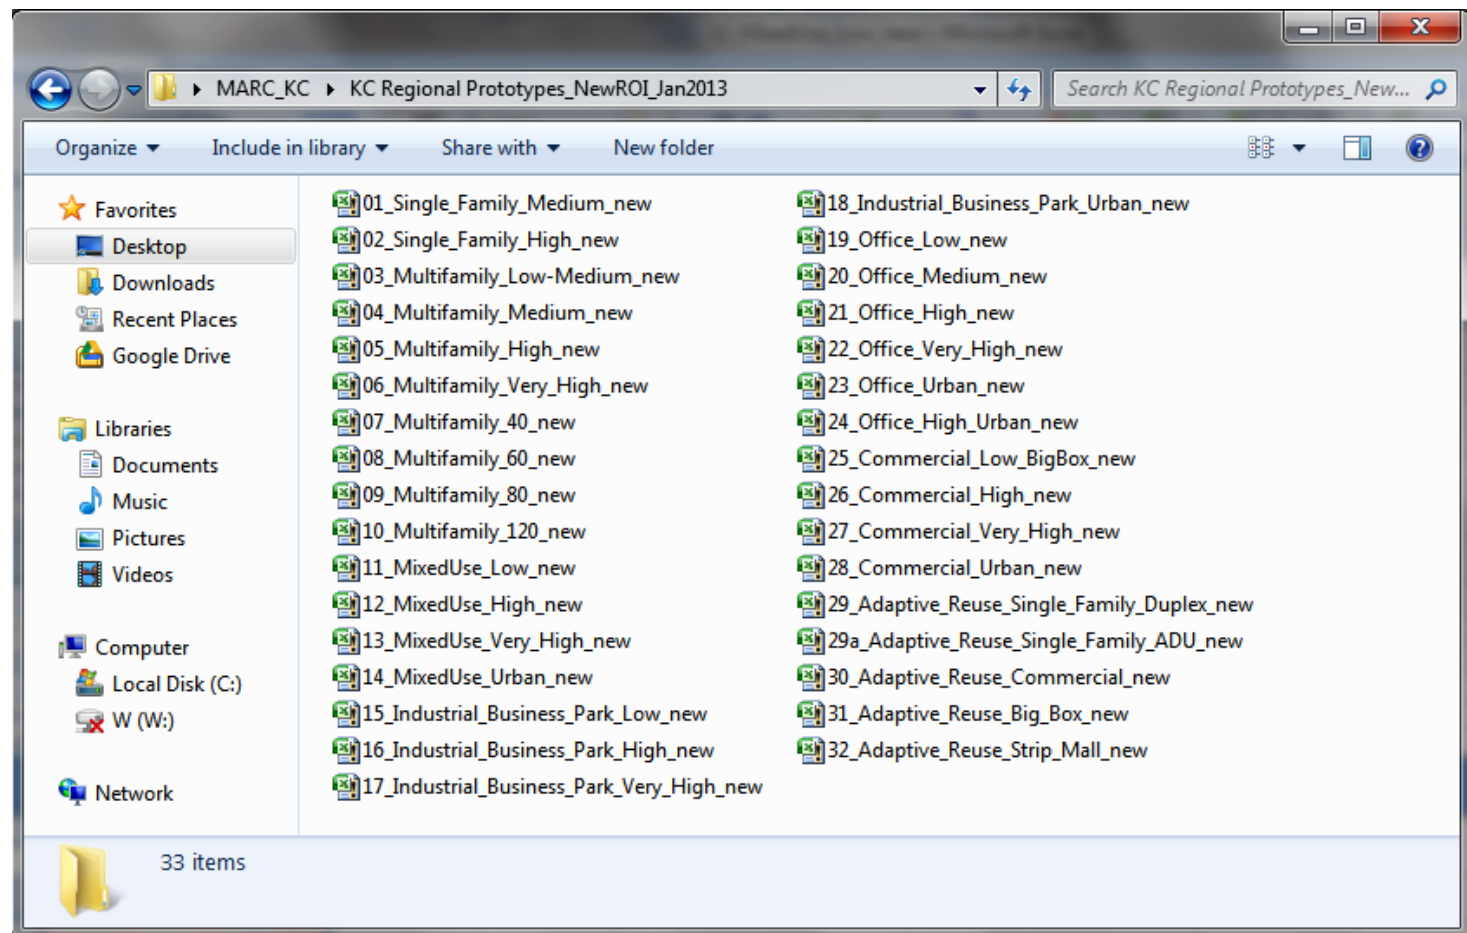 MARC_KC KC Regional Prototypes_NewROI_Jan2013
Search KC Regional Prototypes_New...
Organize Include in library Share with New folder
Favorites
Desktop
Downloads
Recent Places
Google Drive
Libraries
Documents
Music
Pictures
Videos
Computer
Local Disk (C:)
W (W:)
Network
01_Single_Family_Medium_new
02_Single_Family_High_new
03_Multifamily_Low-Medium_new
04_Multifamily_Medium_new
05_Multifamily_High_new
06_Multifamily_Very_High_new
07_Multifamily_40_new
08_Multifamily_60_new
09_Multifamily_80_new
10_Multifamily_120_new
11_MixedUse_Low_new
12_MixedUse_High_new
13_MixedUse_Very_High_new
14_MixedUse_Urban_new
15_Industrial_Business_Park_Low_new
16_Industrial_Business_Park_High_new
17_Industrial_Business_Park_Very_High_new
18_Industrial_Business_Park_Urban_new
19_Office_Low_new
20_Office_Medium_new
21_Office_High_new
22_Office_Very_High_new
23_Office_Urban_new
24_Office_High_Urban_new
25_Commercial_Low_BigBox_new
26_Commercial_High_new
27_Commercial_Very_High_new
28_Commercial_Urban_new
29_Adaptive_Reuse_Single_Family_Duplex_new
29a_Adaptive_Reuse_Single_Family_ADU_new
30_Adaptive_Reuse_Commercial_new
31_Adaptive_Reuse_Big_Box_new
32_Adaptive_Reuse_Strip_Mall_new
33 items